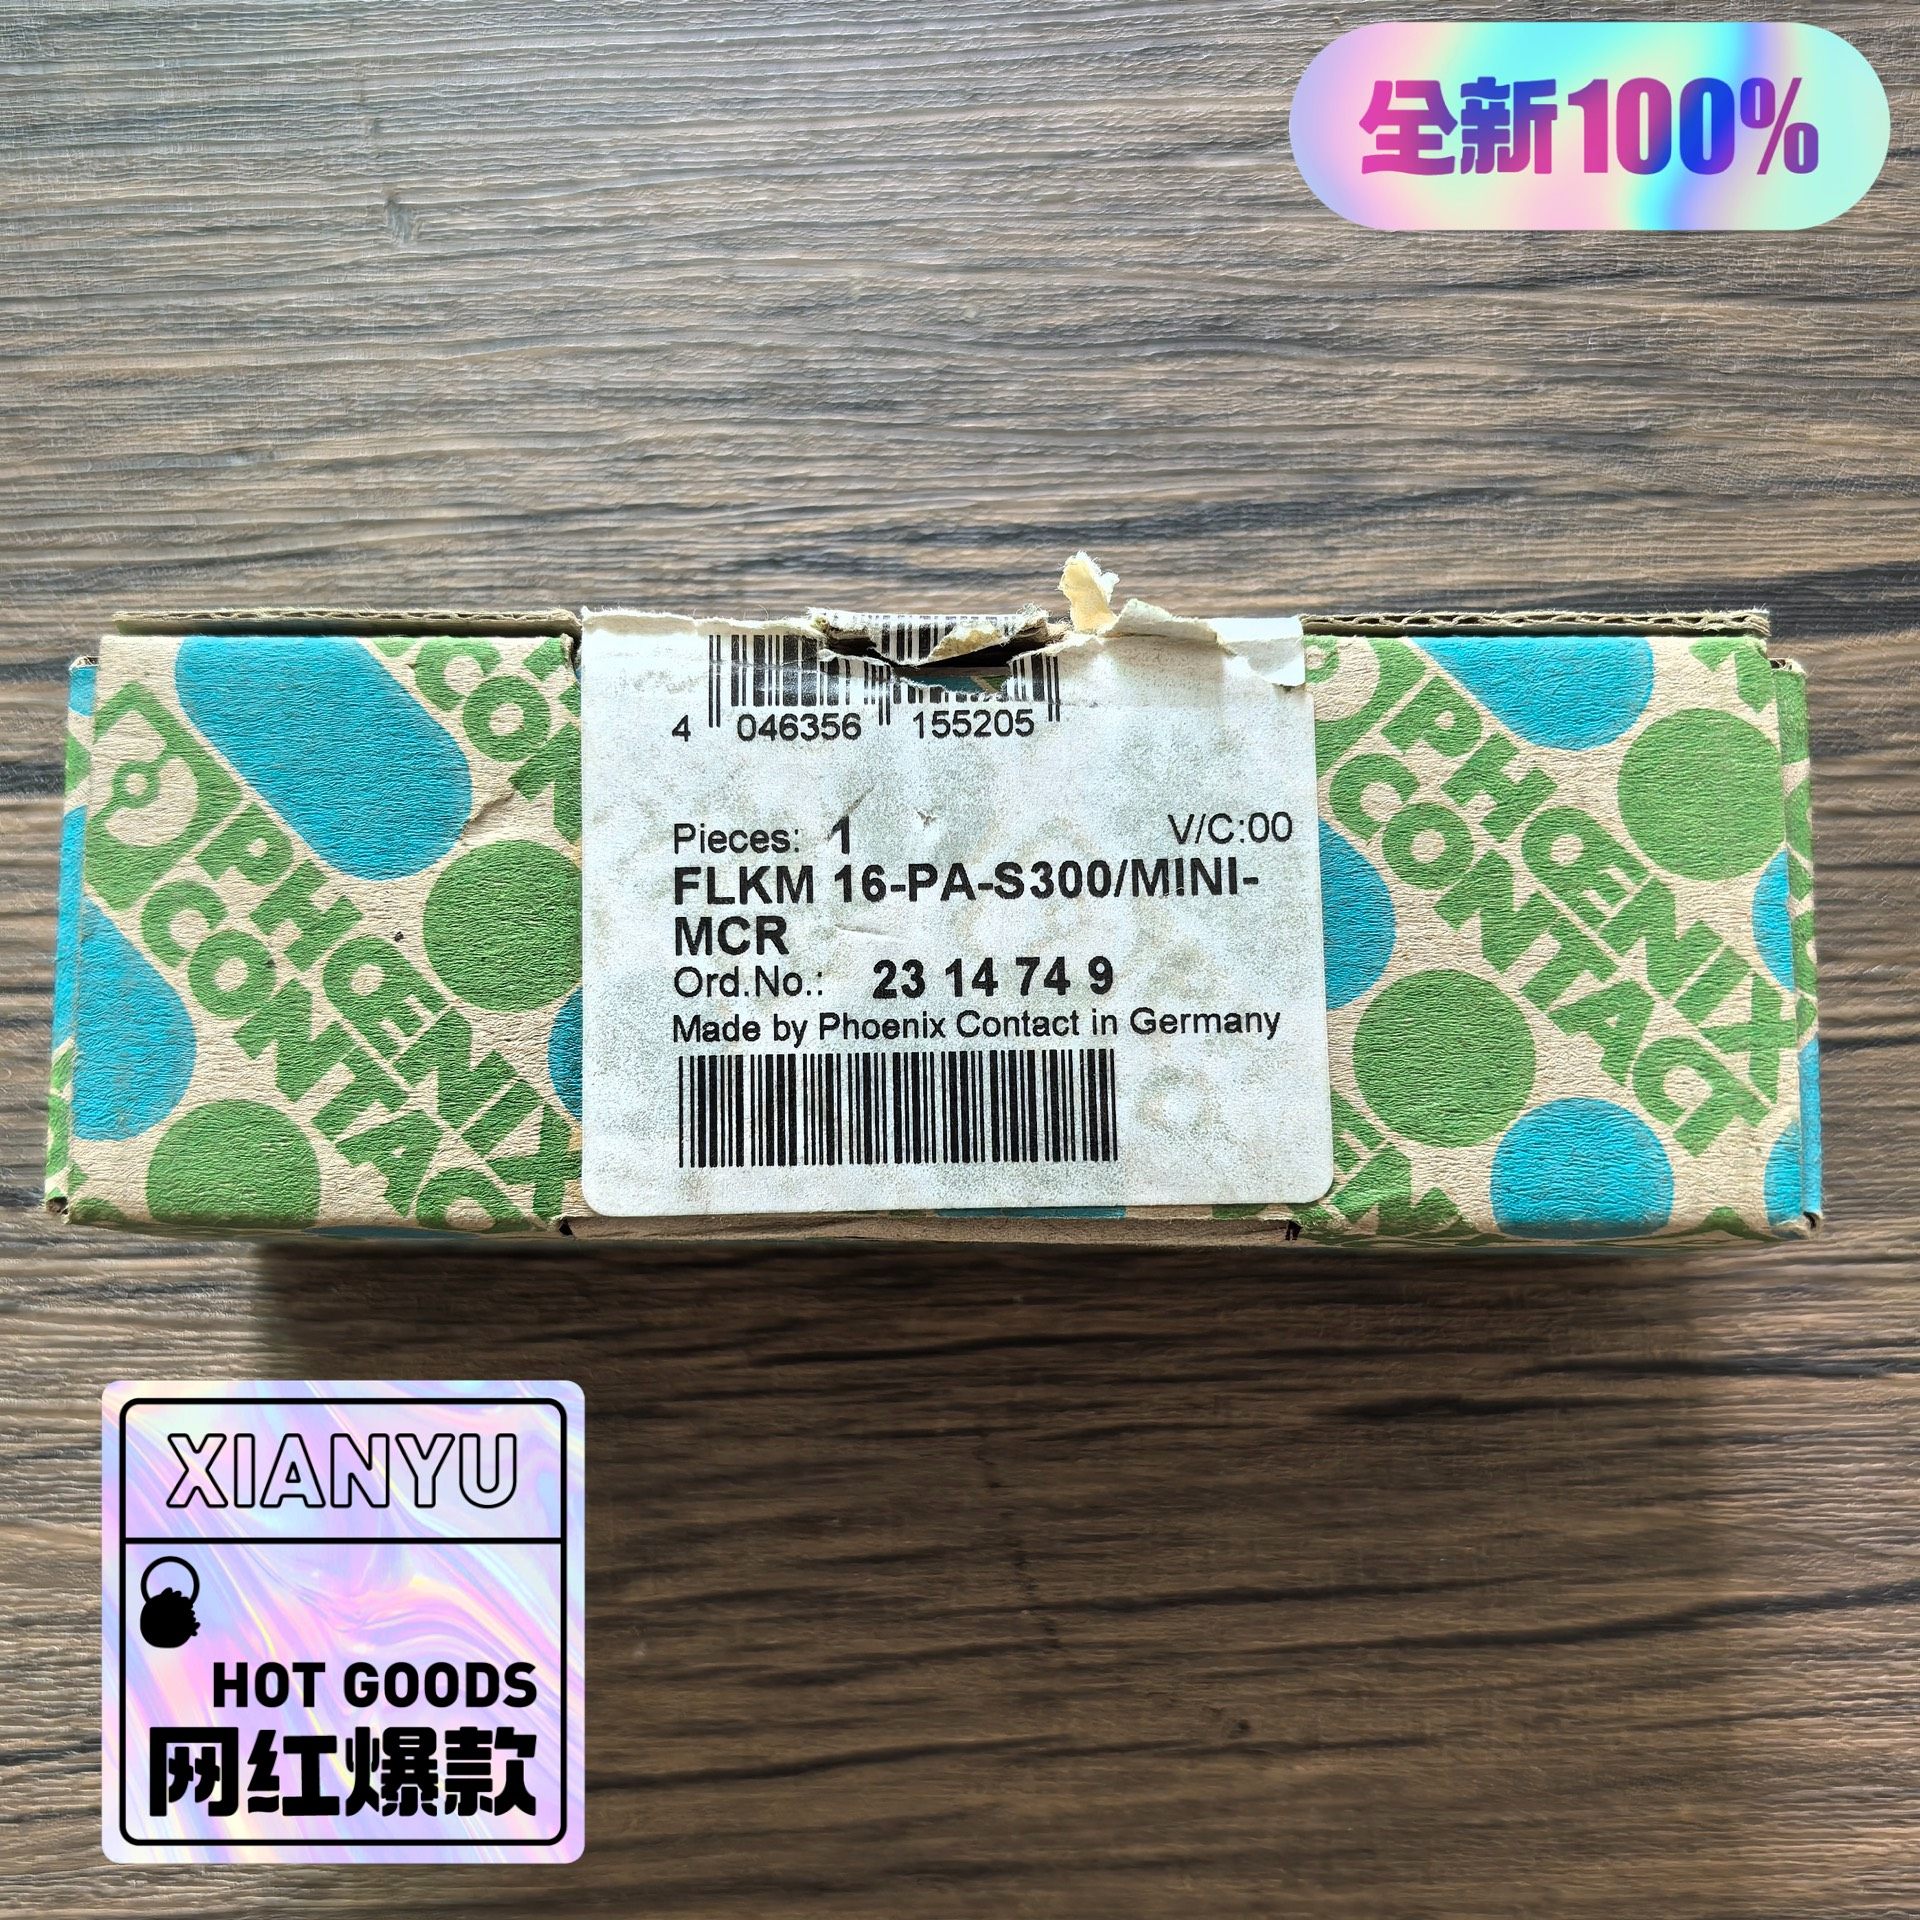 全新100%
4 046356 155205
Pieces: 1 V/C:00
FLKM 16-PA-S300/MINI-
MCR
Ord.No.: 23 14 74 9
Made by Phoenix Contact in Germany
PHŒNIX
CONTACT
PHŒNIX
CONTACT
XIANYU
HOT GOODS
网红爆款